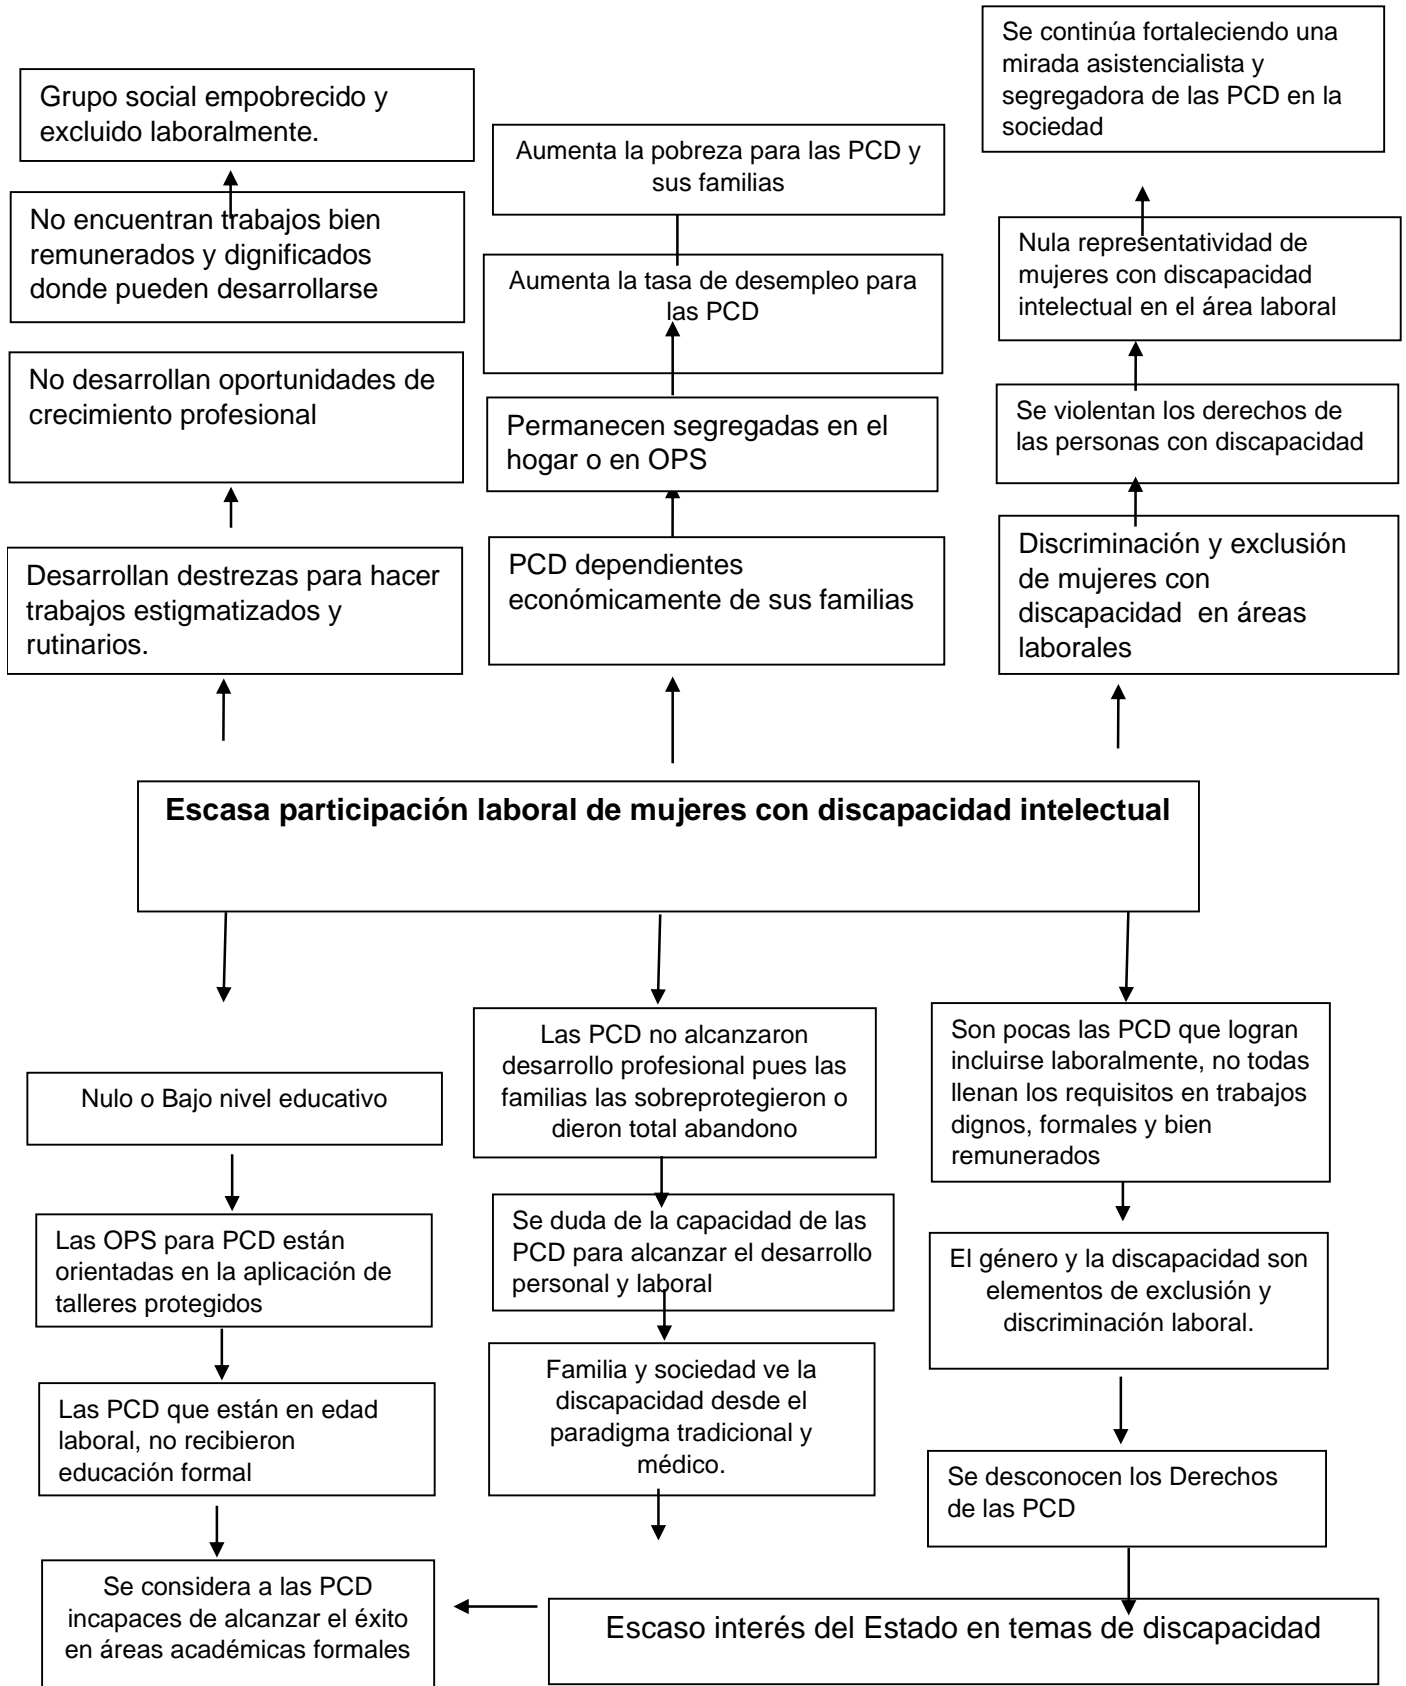 Se continúa fortaleciendo una
mirada asistencialista y
segregadora de las PCD en la
sociedad
Grupo social empobrecido y
excluido laboralmente.
Aumenta la pobreza para las PCD y
sus familias
No encuentran trabajos bien
remunerados y dignificados
donde pueden desarrollarse
Nula representatividad de
mujeres con discapacidad
intelectual en el área laboral
Aumenta la tasa de desempleo para
las PCD
No desarrollan oportunidades de
crecimiento profesional
Permanecen segregadas en el
hogar o en OPS
Se violentan los derechos de
las personas con discapacidad
Desarrollan destrezas para hacer
trabajos estigmatizados y
rutinarios.
PCD dependientes
económicamente de sus familias
Discriminación y exclusión
de mujeres con
discapacidad  en áreas
laborales
Escasa participación laboral de mujeres con discapacidad intelectual
Nulo o Bajo nivel educativo
Las PCD no alcanzaron
desarrollo profesional pues las
familias las sobreprotegieron o
dieron total abandono
Son pocas las PCD que logran
incluirse laboralmente, no todas
llenan los requisitos en trabajos
dignos, formales y bien
remunerados
Las OPS para PCD están
orientadas en la aplicación de
talleres protegidos
Se duda de la capacidad de las
PCD para alcanzar el desarrollo
personal y laboral
El género y la discapacidad son
elementos de exclusión y
discriminación laboral.
Las PCD que están en edad
laboral, no recibieron
educación formal
Familia y sociedad ve la
discapacidad desde el
paradigma tradicional y
médico.
Se desconocen los Derechos
de las PCD
Se considera a las PCD
incapaces de alcanzar el éxito
en áreas académicas formales
Escaso interés del Estado en temas de discapacidad